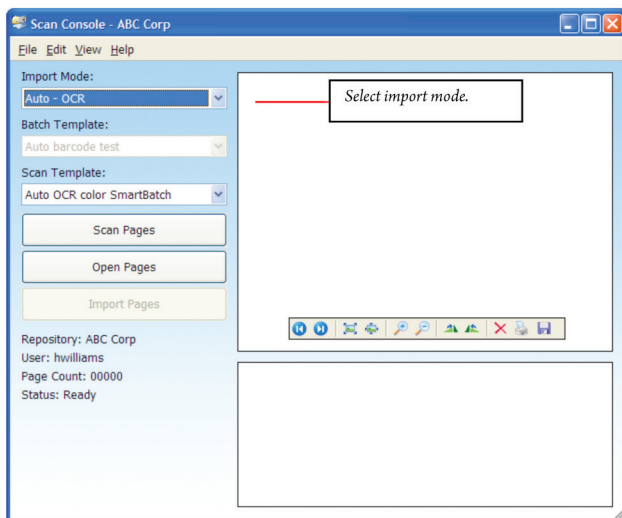 Scan Console - ABC Corp
File Edit View Help
Import Mode:
Auto - OCR
Select import mode.
Batch Template:
Auto barcode test
Scan Template:
Auto OCR color SmartBatch
Scan Pages
Open Pages
Import Pages
Repository: ABC Corp
User: hwilliams
Page Count: 00000
Status: Ready